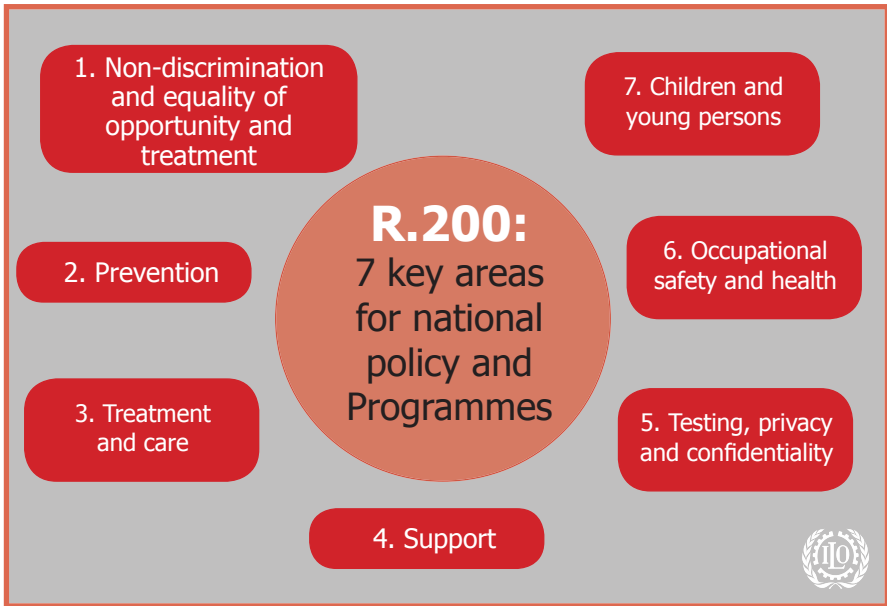 R.200:
7 key areas
for national
policy and
Programmes
1. Non-discrimination
and equality of
opportunity and
treatment
2. Prevention
3. Treatment
and care
4. Support
5. Testing, privacy
and confidentiality
6. Occupational
safety and health
7. Children and
young persons
ILO